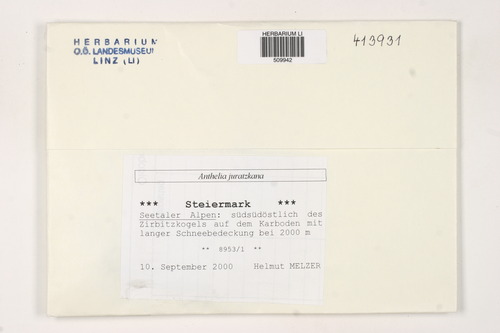 HERBARIUM
O.Ö. LANDESMUSEUM
LINZ (LI)
HERBARIUM LI
509942
413931
Anthelia juratzkana
*** Steiermark ***
Seetaler Alpen: südsüdöstlich des
Zirbitzkogels auf dem Karboden mit
langer Schneebedeckung bei 2000 m
** 8953/1 **
10. September 2000 Helmut MELZER